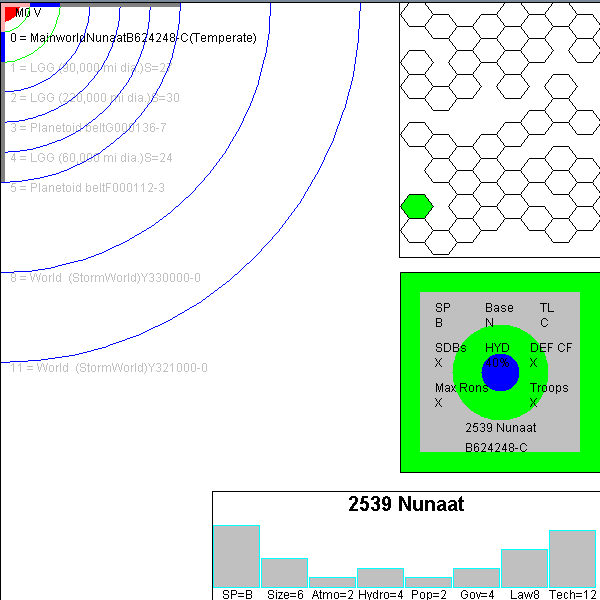 M0 V
0 = MainworldNunaatB624248-C(Temperate)
1 = LGG (90,000 mi dia.)S=27
2 = LGG (220,000 mi dia.)S=30
3 = Planetoid beltG000136-7
4 = LGG (60,000 mi dia.)S=24
5 = Planetoid beltF000112-3
8 = World  (StormWorld)Y330000-0
11 = World  (StormWorld)Y321000-0
SP Base TL
B N C
SDBs HYD DEF CF
X 40% X
Max Rons Troops
X X
2539 Nunaat
B624248-C
2539 Nunaat
SP=B Size=6 Atmo=2 Hydro=4 Pop=2 Gov=4 Law8 Tech=12